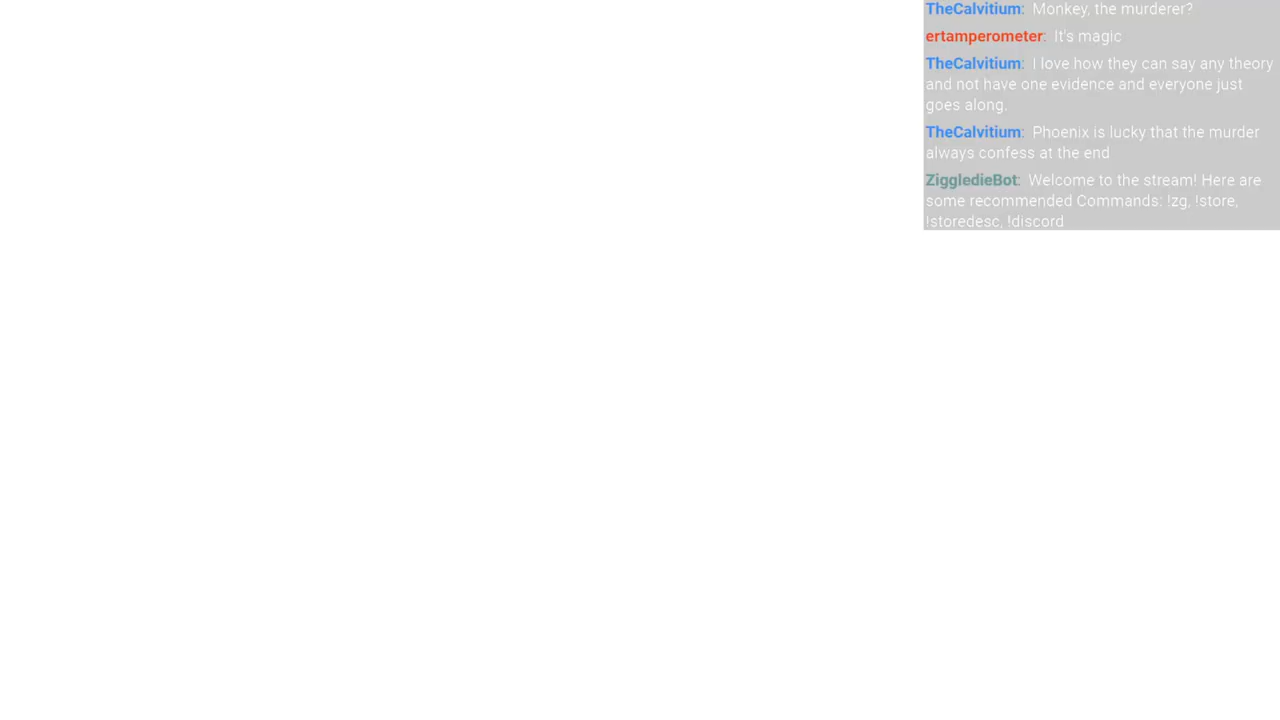 TheCalvitium: Monkey, the murderer?
ertamperometer: It's magic
TheCalvitium: I love how they can say any theory
and not have one evidence and everyone just
goes along.
TheCalvitium: Phoenix is lucky that the murder
always confess at the end
ZiggledieBot: Welcome to the stream! Here are
some recommended Commands: !zg, !store,
!storedesc, !discord